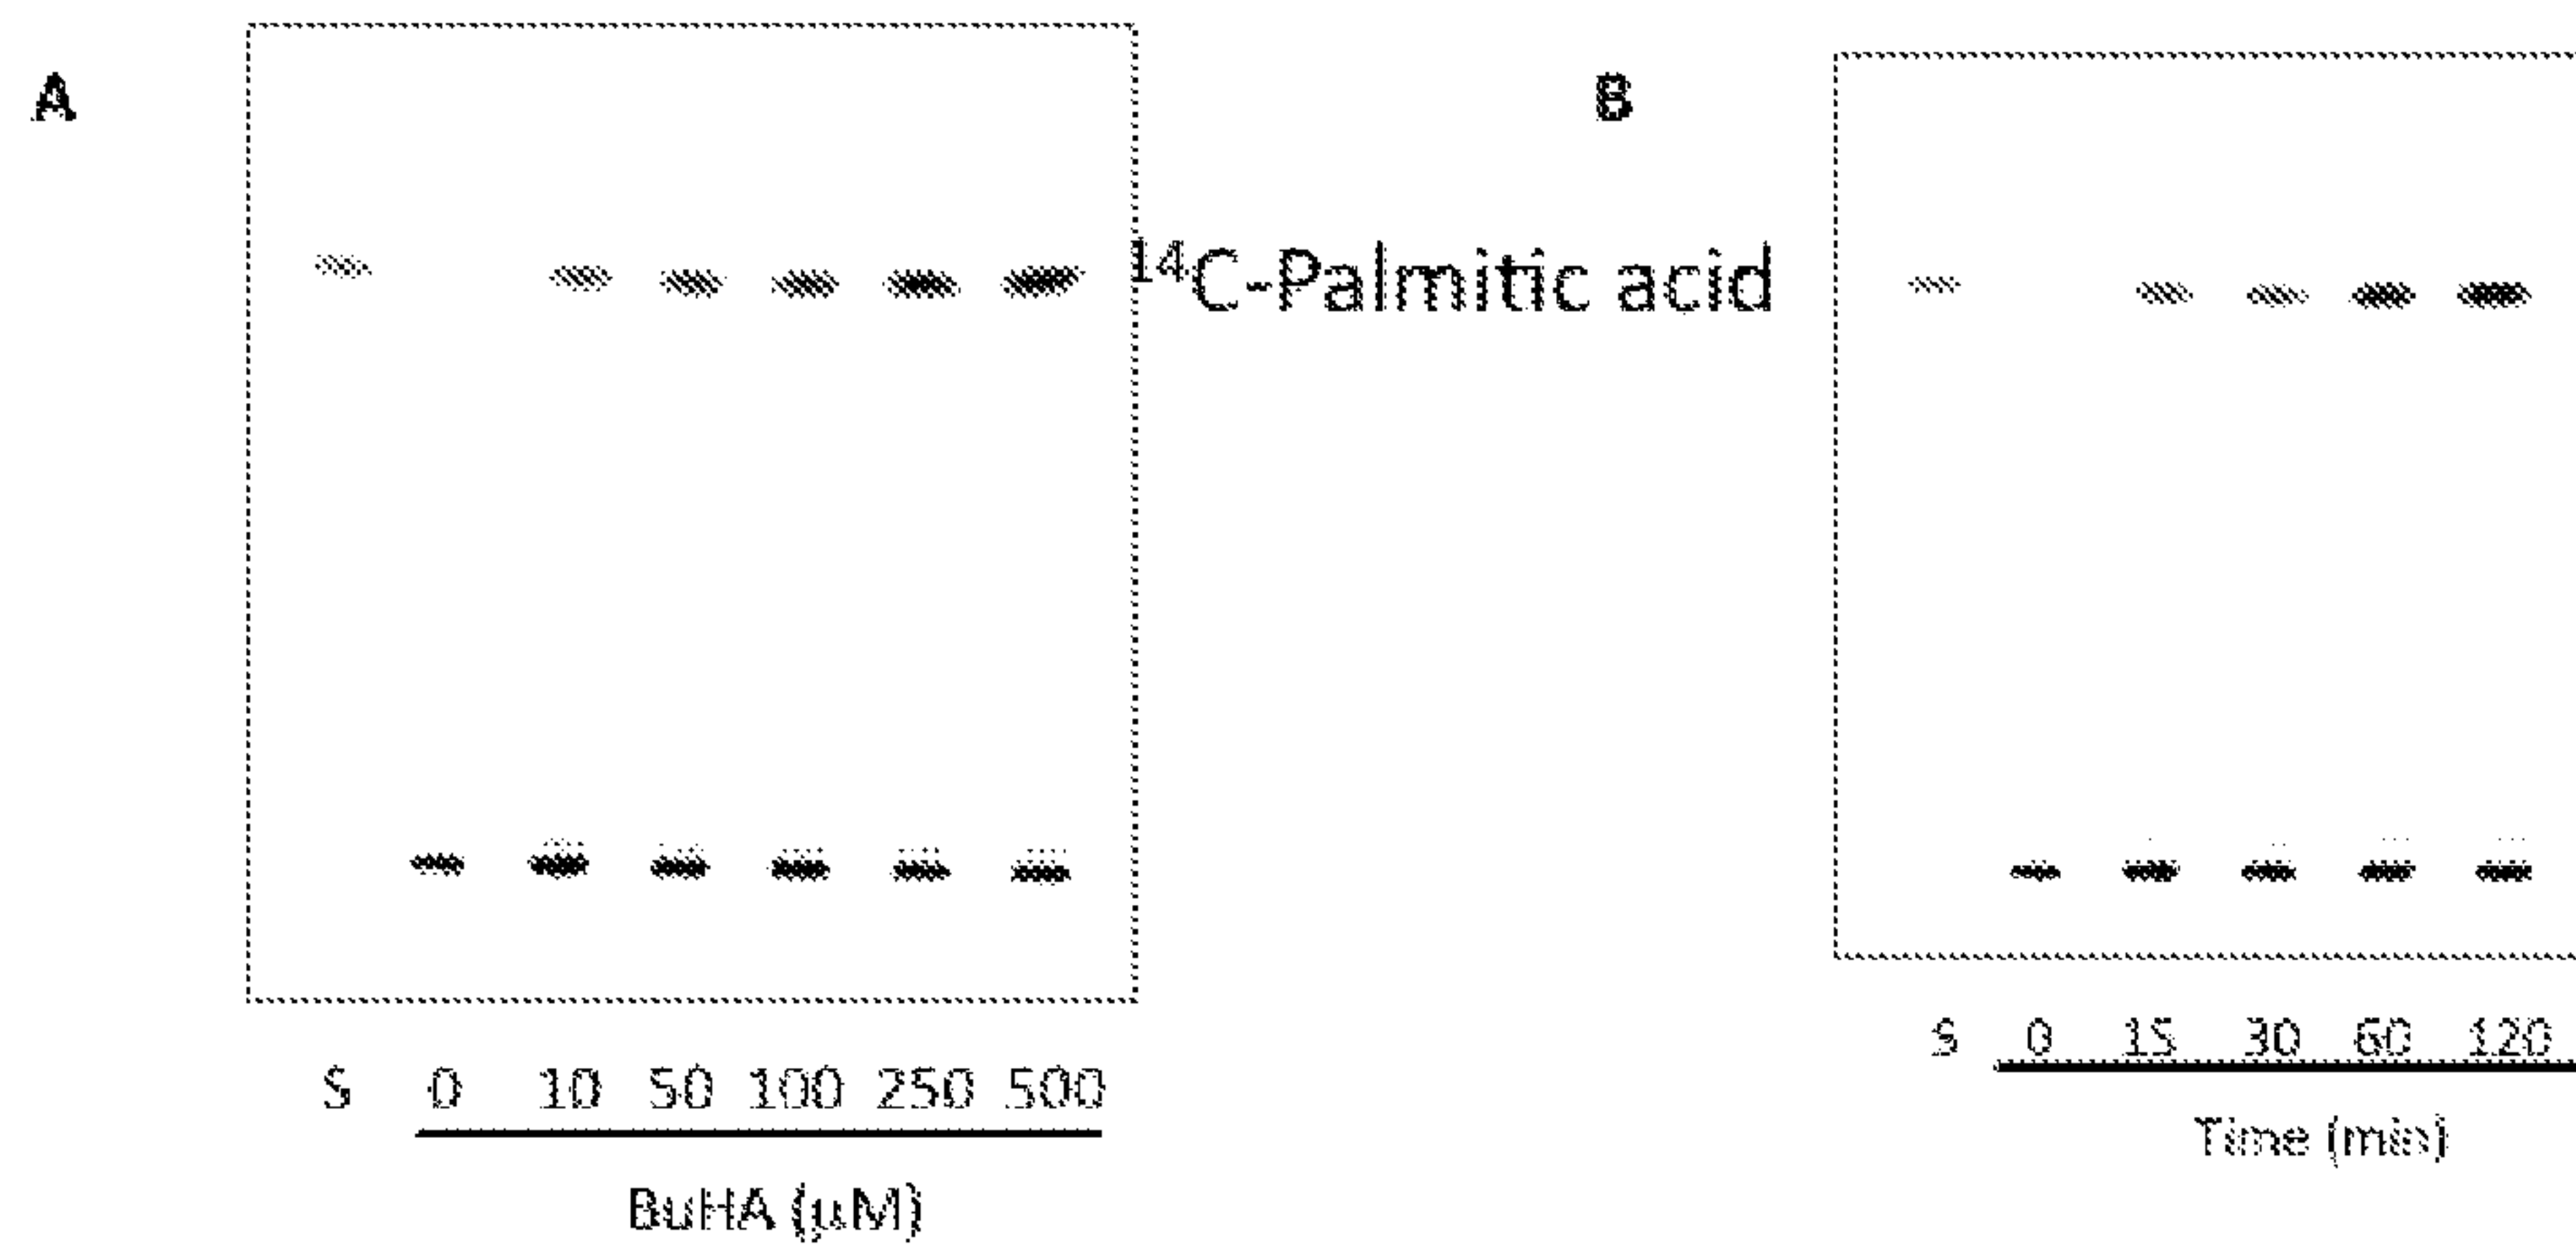 A
B
¹⁴C-Palmitic acid
S 0 10 50 100 250 500
BuHA (μM)
S 0 15 30 60 120
Time (min)